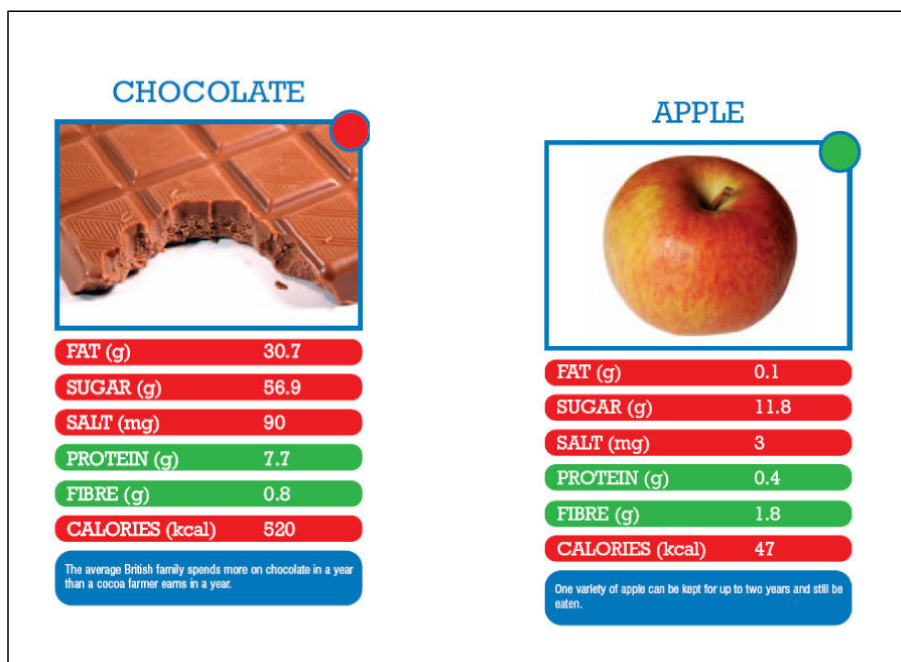 CHOCOLATE
FAT (g) 30.7
SUGAR (g) 56.9
SALT (mg) 90
PROTEIN (g) 7.7
FIBRE (g) 0.8
CALORIES (kcal) 520
The average British family spends more on chocolate in a year
than a cocoa farmer earns in a year.
APPLE
FAT (g) 0.1
SUGAR (g) 11.8
SALT (mg) 3
PROTEIN (g) 0.4
FIBRE (g) 1.8
CALORIES (kcal) 47
One variety of apple can be kept for up to two years and still be
eaten.